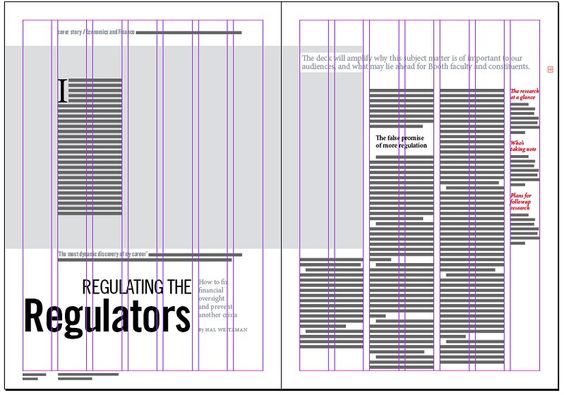 cover story / Economics and Finance
I
'The most dynamic discovery of my career'
REGULATING THE
Regulators
How to fix
financial
oversight
and prevent
another crisis
BY HAL WEITZMAN
The deck will amplify why this subject matter is of important to our
audiences, and what may lie ahead for Booth faculty and constituents.
The false promise
of more regulation
The research
at a glance
Who's
taking note
Plans for
followup
research